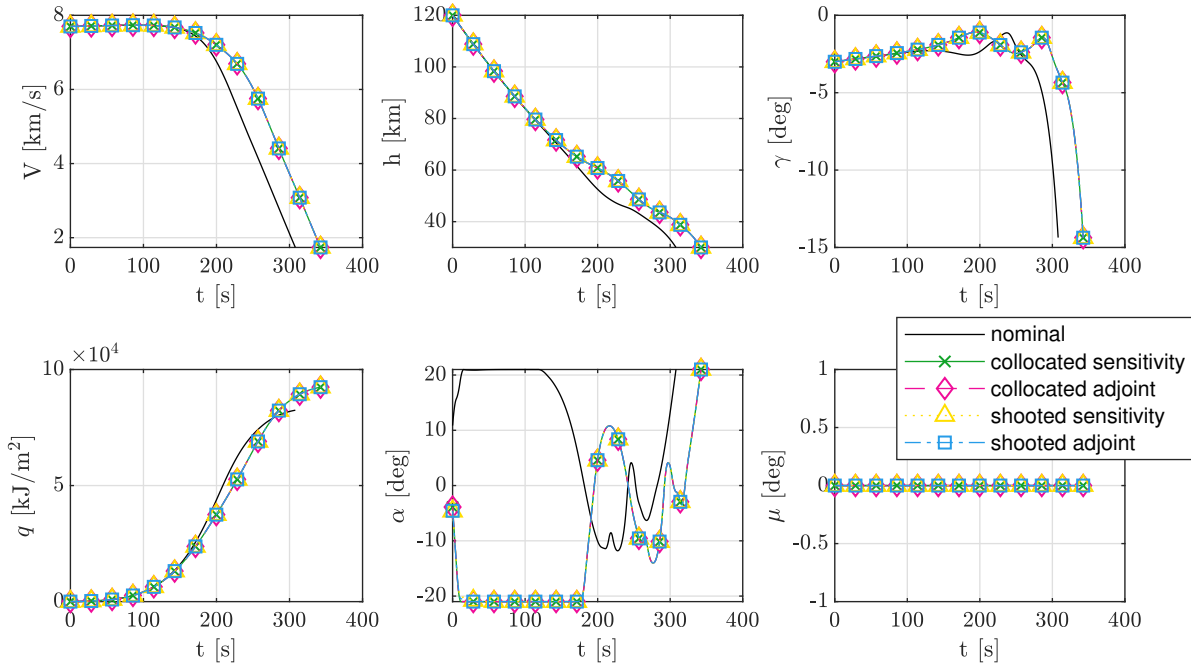 8
6
4
2
V [km/s]
0 100 200 300 400
t [s]
120
100
80
60
40
h [km]
0 100 200 300 400
t [s]
0
-5
-10
-15
γ [deg]
0 100 200 300 400
t [s]
×10⁴
10
5
0
q [kJ/m²]
0 100 200 300 400
t [s]
20
10
0
-10
-20
α [deg]
0 100 200 300 400
t [s]
nominal
collocated sensitivity
collocated adjoint
shooted sensitivity
shooted adjoint
1
0.5
0
-0.5
-1
μ [deg]
0 100 200 300 400
t [s]